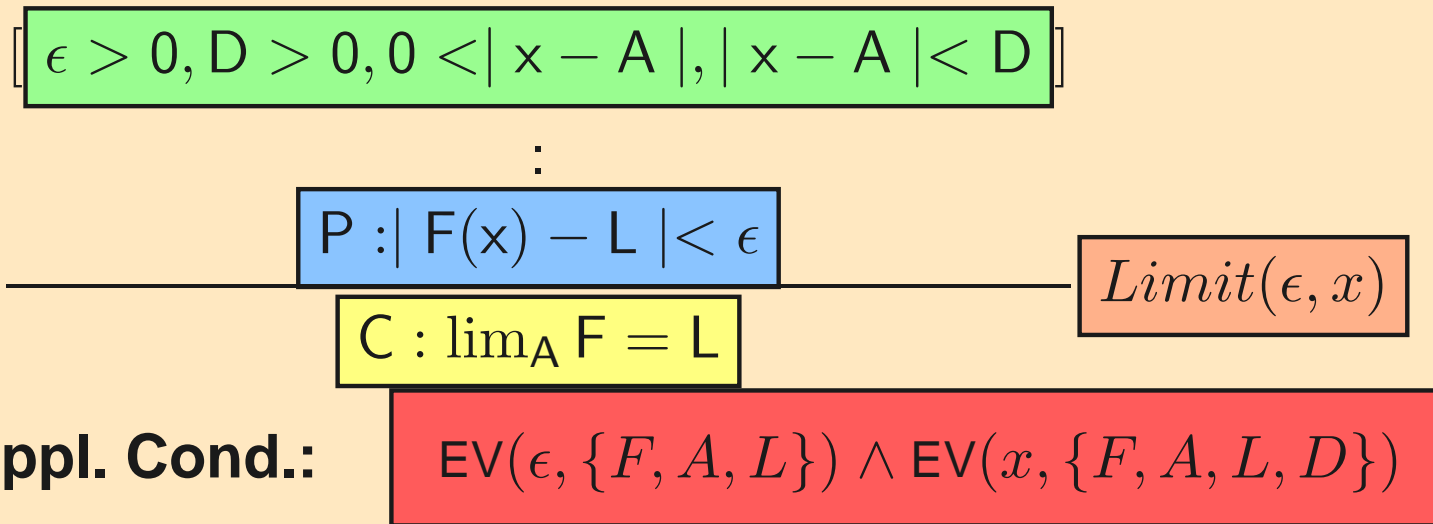 [ϵ > 0, D > 0, 0 <| x − A |, | x − A |< D]
:
P :| F(x) − L |< ϵ
Limit(ϵ, x)
C : lim_A F = L
ppl. Cond.: EV(ϵ, {F, A, L}) ∧ EV(x, {F, A, L, D})